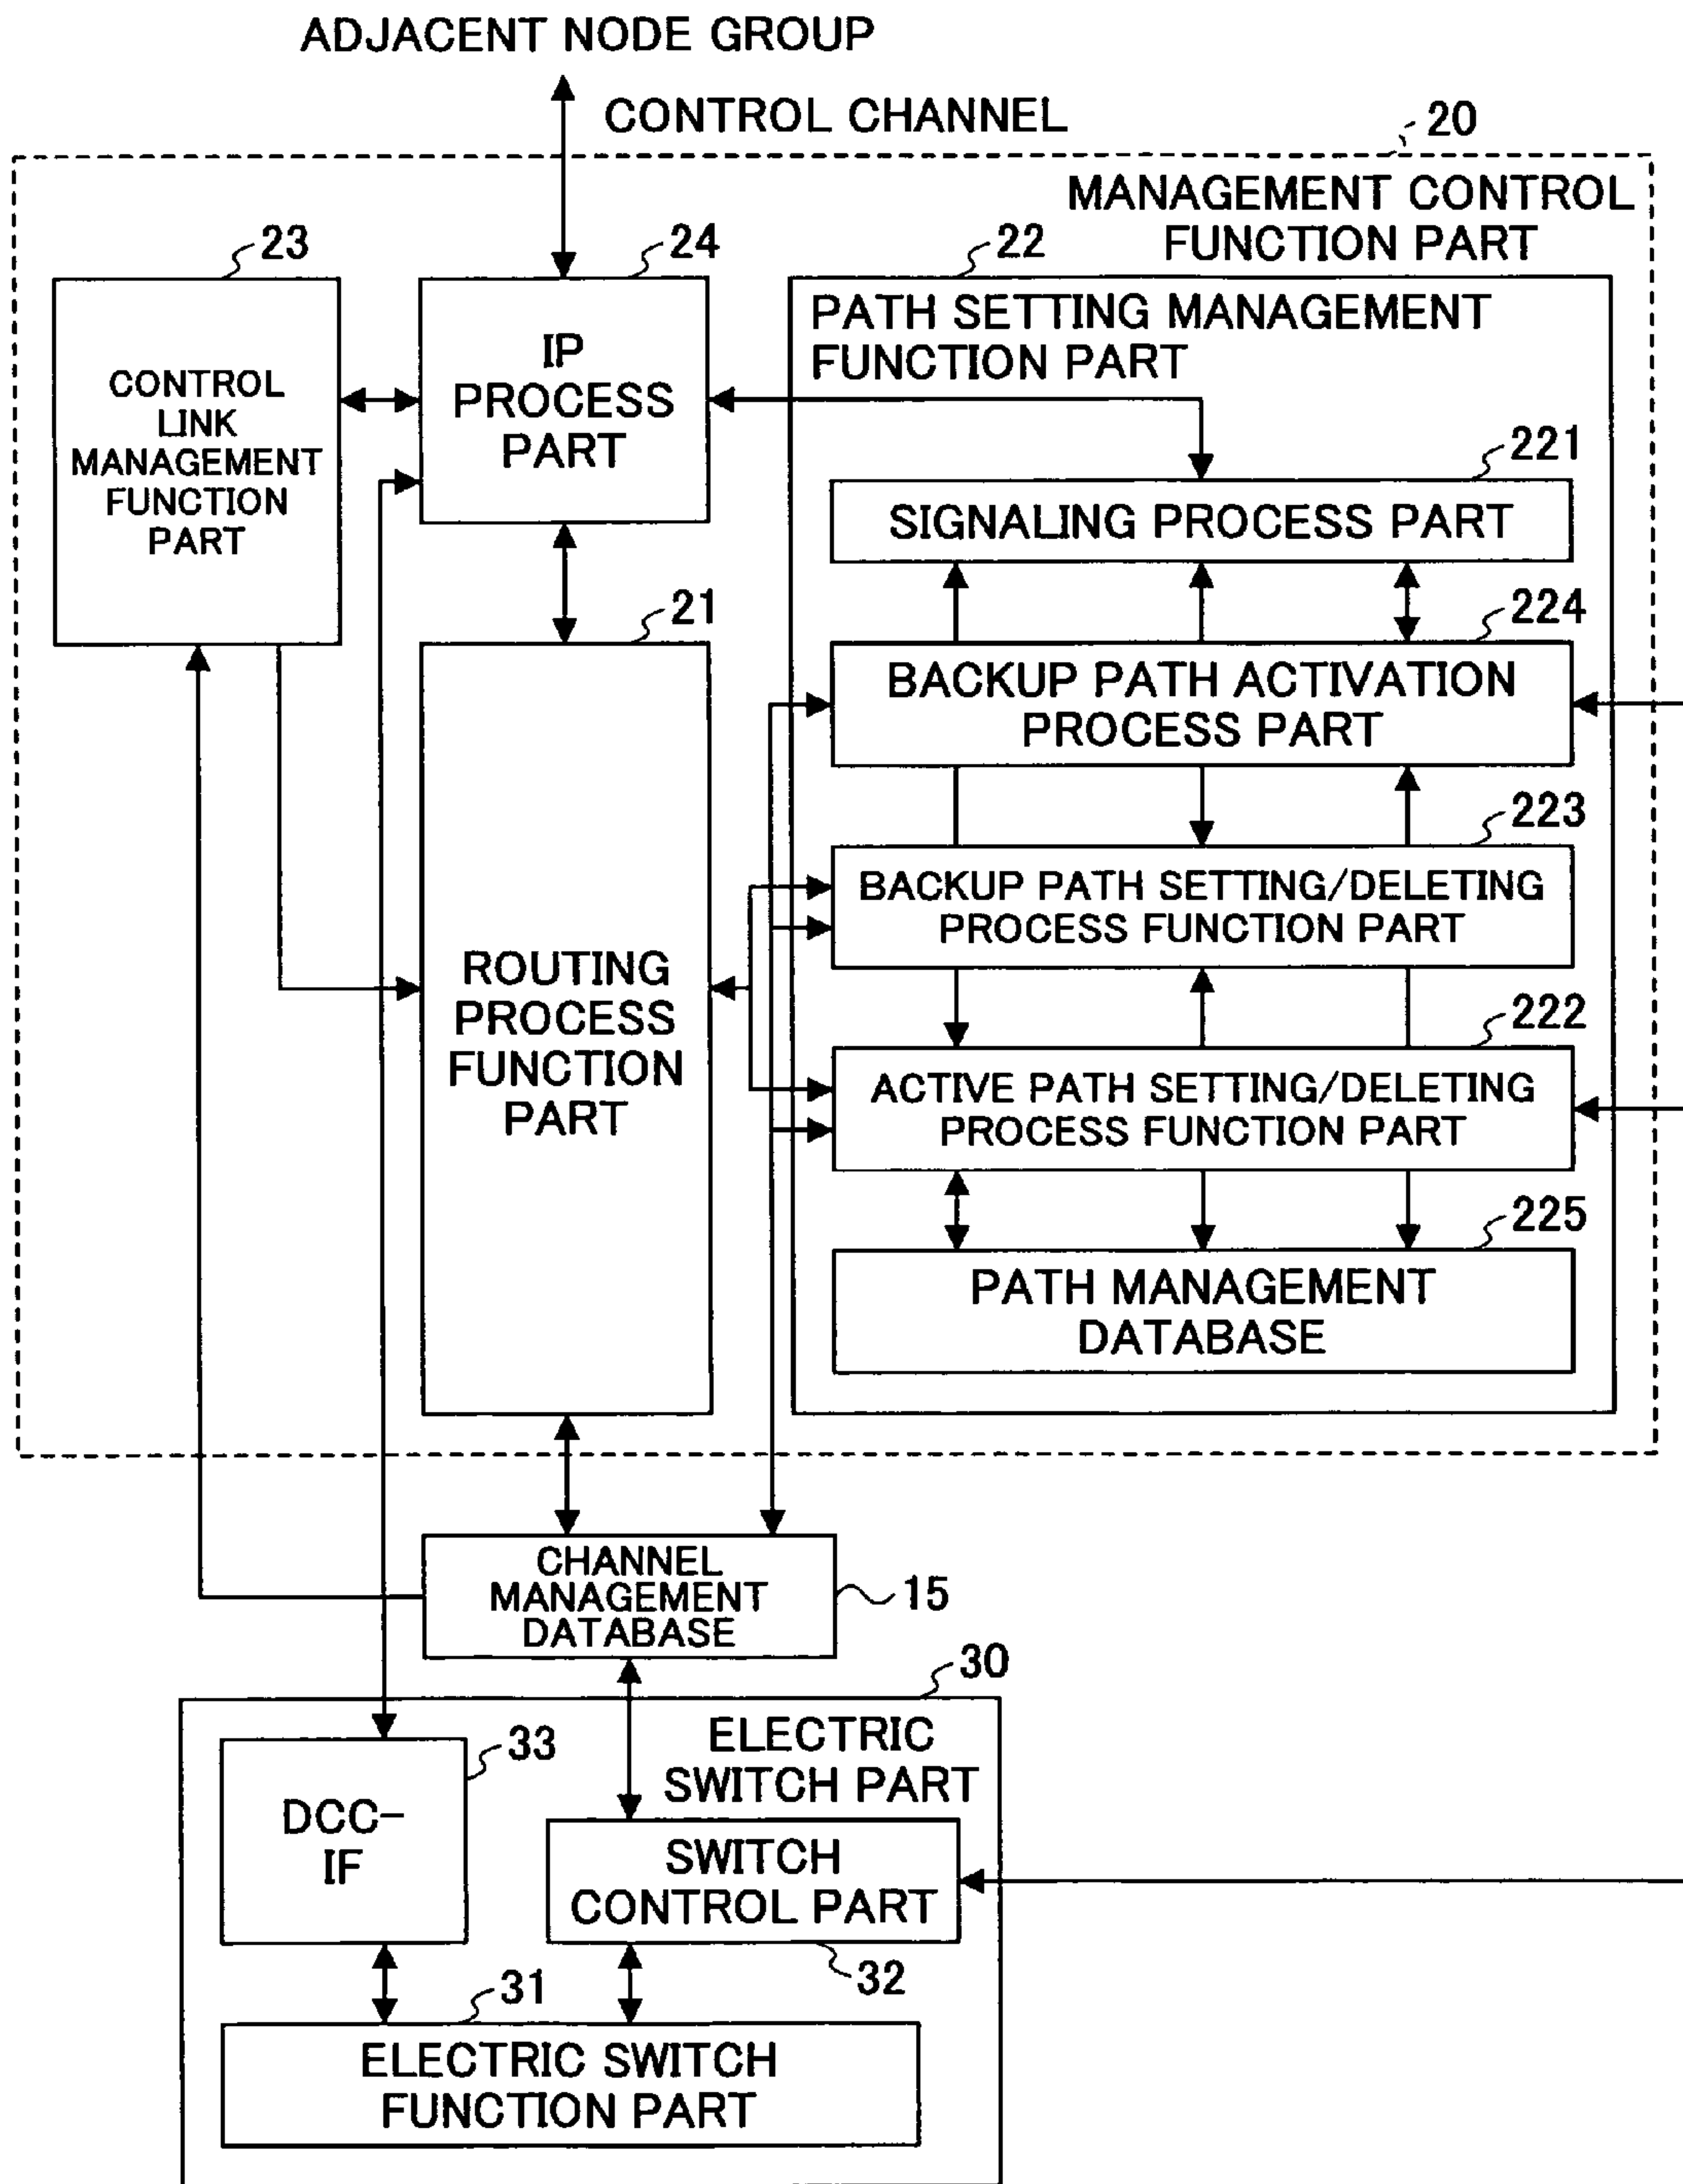 ADJACENT NODE GROUP
CONTROL CHANNEL
20
MANAGEMENT CONTROL
FUNCTION PART
23
24
22
CONTROL
LINK
MANAGEMENT
FUNCTION
PART
IP
PROCESS
PART
PATH SETTING MANAGEMENT
FUNCTION PART
221
SIGNALING PROCESS PART
21
224
BACKUP PATH ACTIVATION
PROCESS PART
223
BACKUP PATH SETTING/DELETING
PROCESS FUNCTION PART
ROUTING
PROCESS
FUNCTION
PART
222
ACTIVE PATH SETTING/DELETING
PROCESS FUNCTION PART
225
PATH MANAGEMENT
DATABASE
CHANNEL
MANAGEMENT
DATABASE
15
30
ELECTRIC
SWITCH PART
33
DCC-
IF
SWITCH
CONTROL PART
32
31
ELECTRIC SWITCH
FUNCTION PART